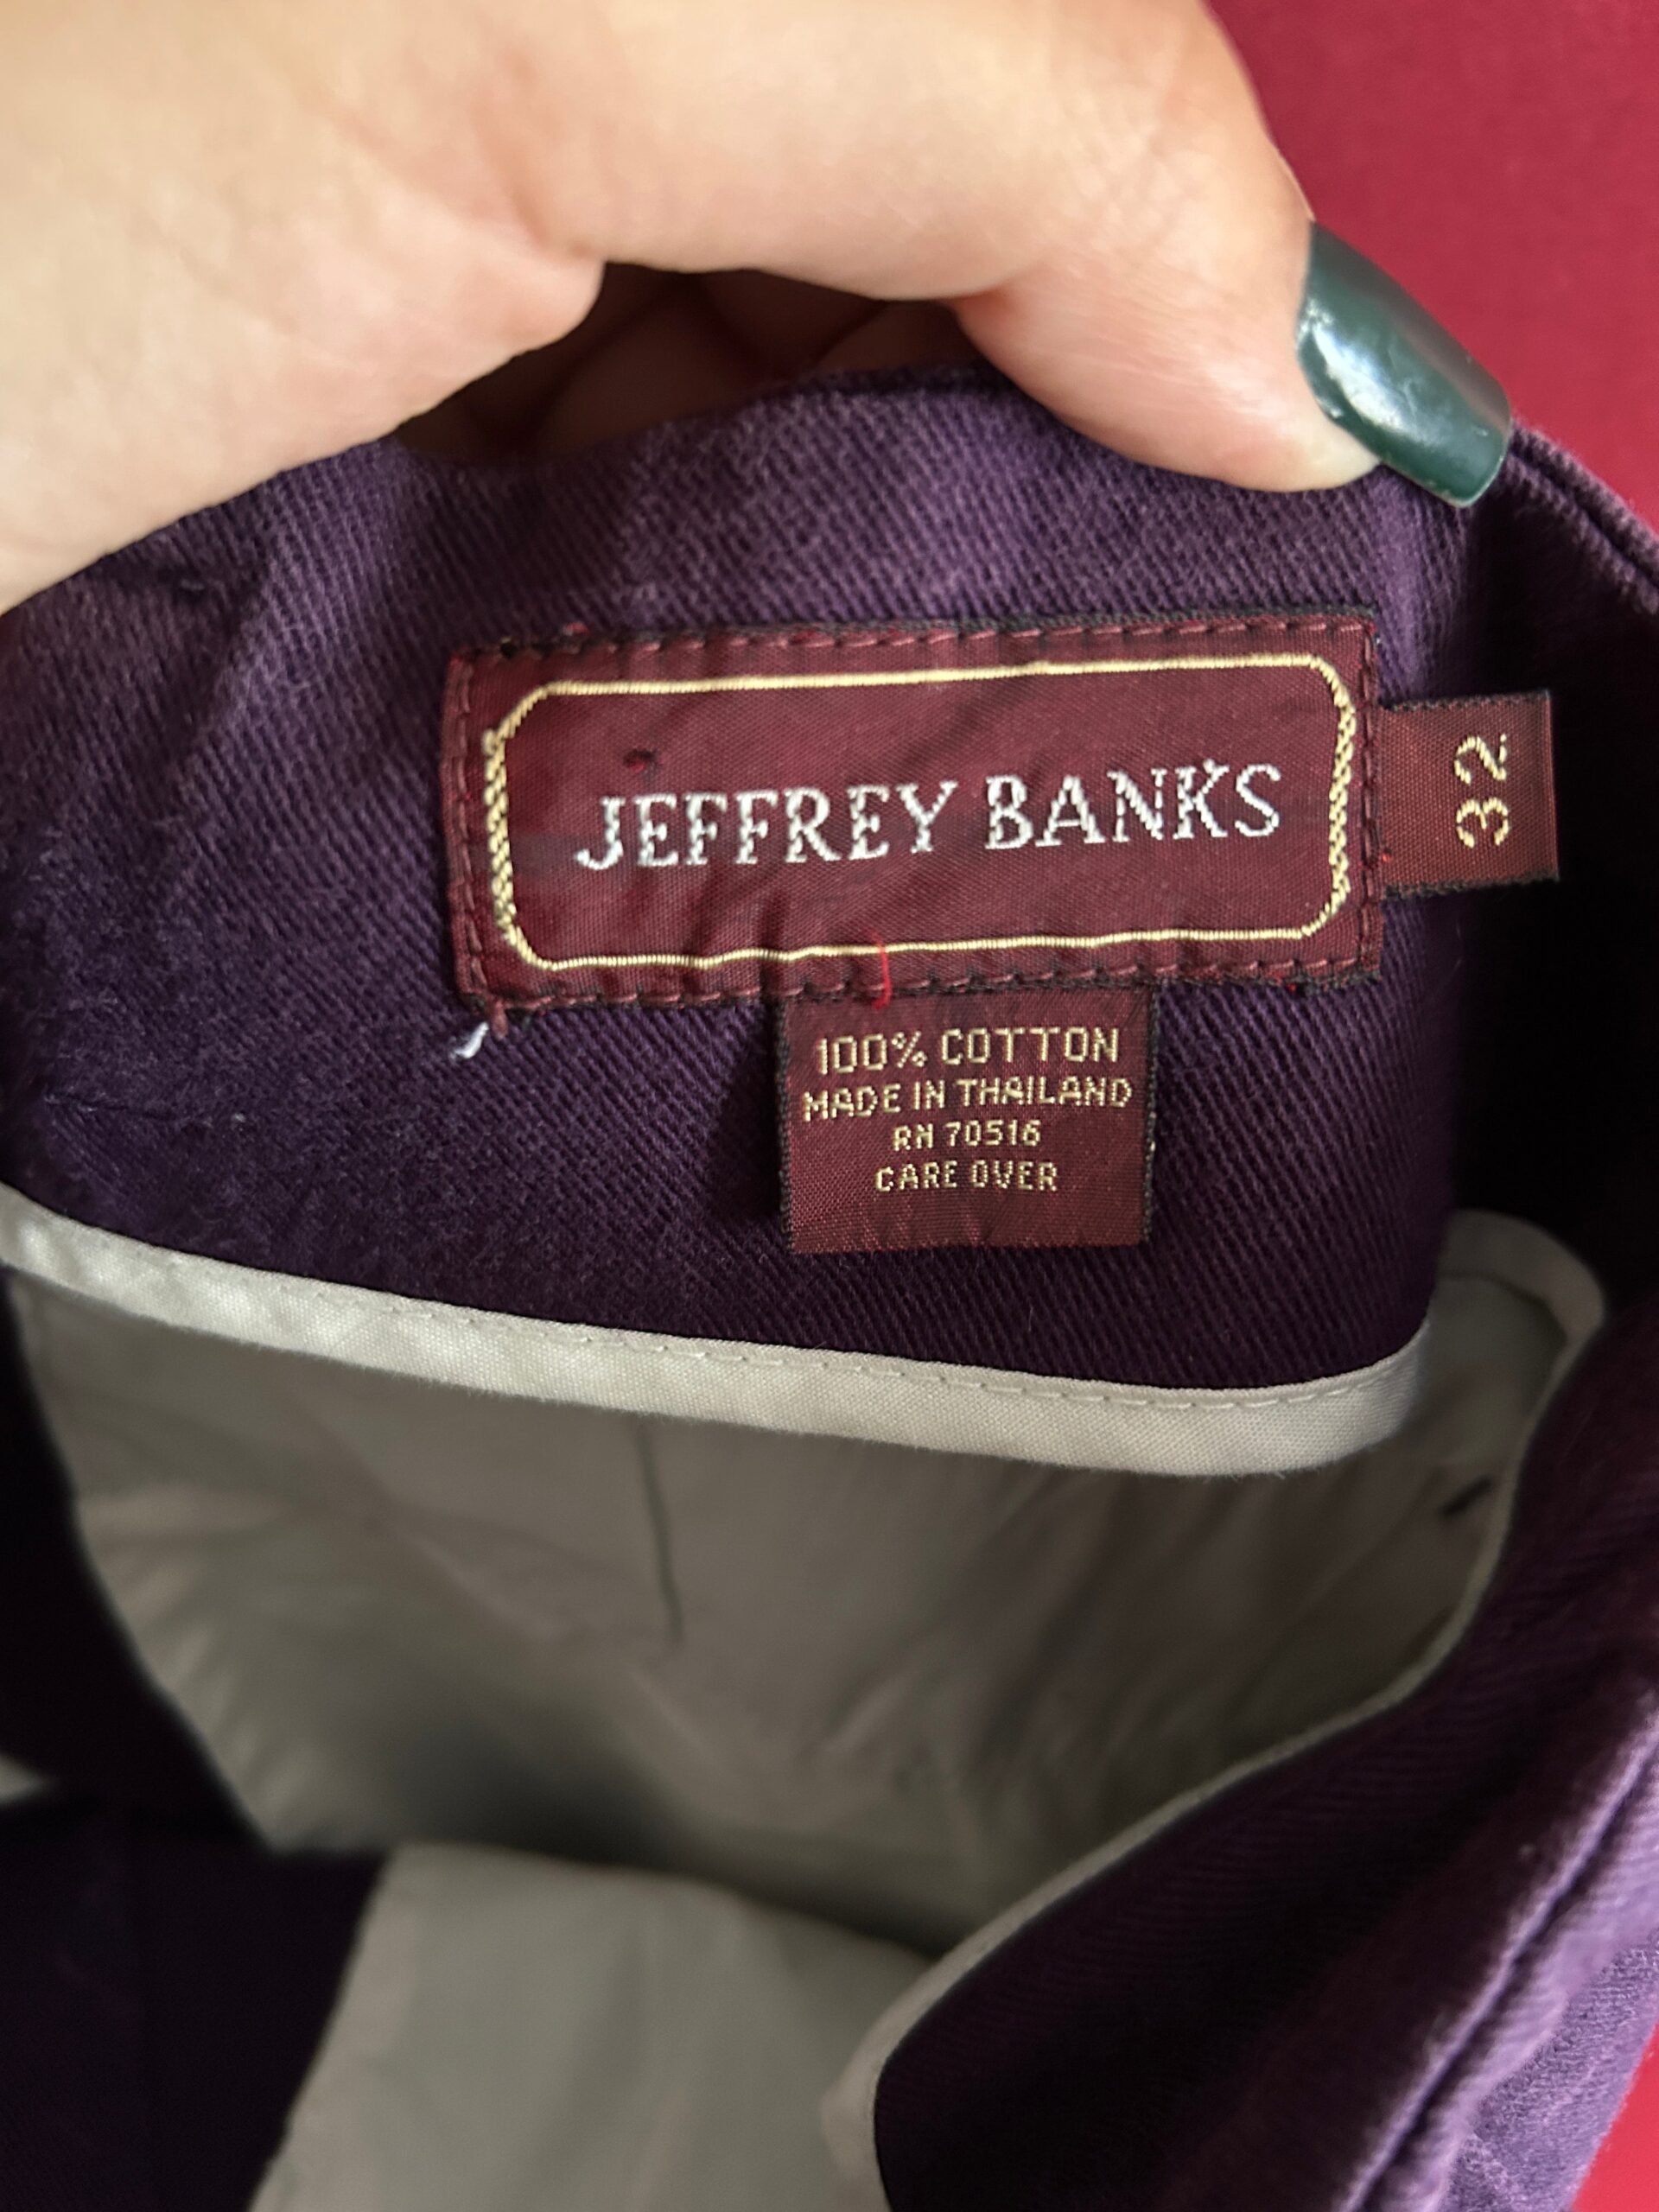 JEFFREY BANKS
32
100% COTTON
MADE IN THAILAND
RN 70516
CARE OVER